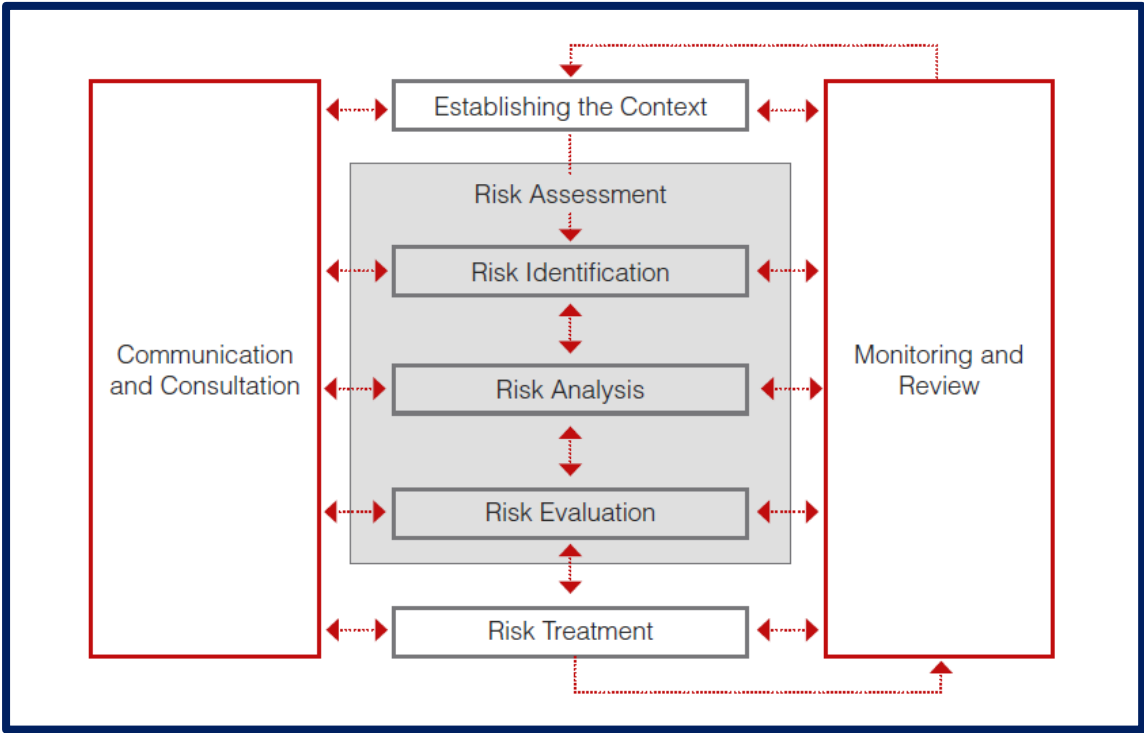 Establishing the Context
Risk Assessment
Risk Identification
Communication
and Consultation
Monitoring and
Review
Risk Analysis
Risk Evaluation
Risk Treatment